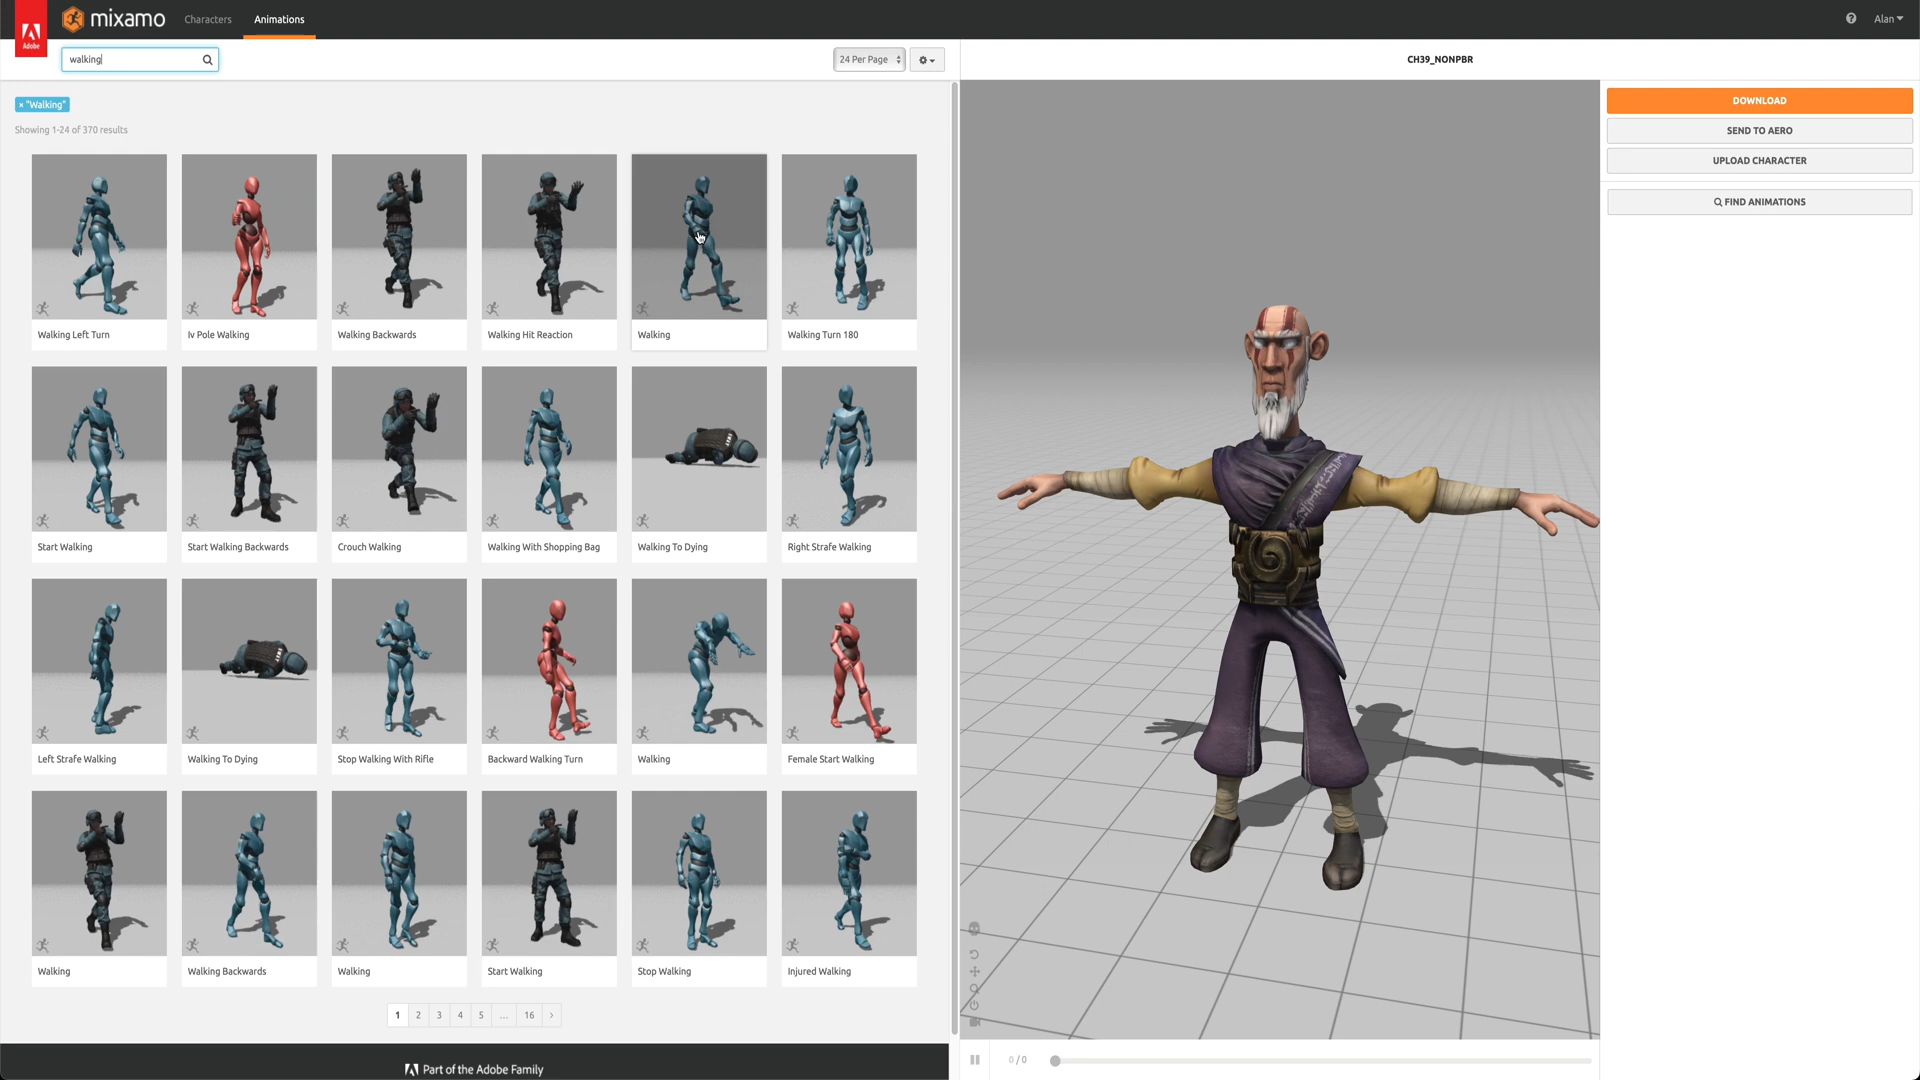 Adobe
mixamo
Characters
Animations
Alan
walking
24 Per Page
CH39_NONPBR
× "Walking"
Showing 1-24 of 370 results
DOWNLOAD
SEND TO AERO
UPLOAD CHARACTER
FIND ANIMATIONS
Walking Left Turn
Iv Pole Walking
Walking Backwards
Walking Hit Reaction
Walking
Walking Turn 180
Start Walking
Start Walking Backwards
Crouch Walking
Walking With Shopping Bag
Walking To Dying
Right Strafe Walking
Left Strafe Walking
Walking To Dying
Stop Walking With Rifle
Backward Walking Turn
Walking
Female Start Walking
Walking
Walking Backwards
Walking
Start Walking
Stop Walking
Injured Walking
1 2 3 4 5 ... 16 >
0 / 0
Part of the Adobe Family